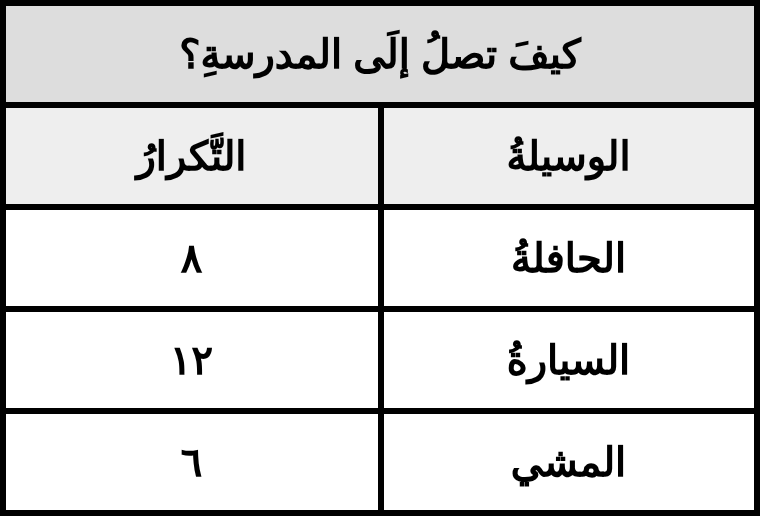 كيفَ تصلُ إلَى المدرسةِ؟
الوسيلةُ التَّكرارُ
الحافلةُ ٨
السيارةُ ١٢
المشي ٦